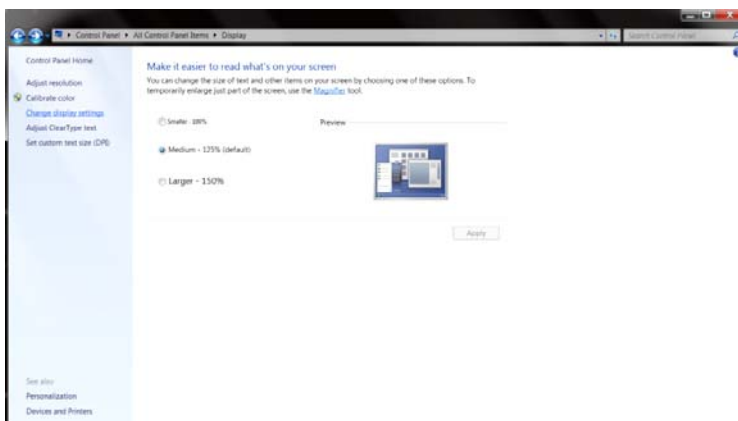 Control Panel ▸ All Control Panel Items ▸ Display
Search Control Panel
Control Panel Home
Adjust resolution
Calibrate color
Change display settings
Adjust ClearType text
Set custom text size (DPI)
See also
Personalization
Devices and Printers
Make it easier to read what's on your screen
You can change the size of text and other items on your screen by choosing one of these options. To
temporarily enlarge just part of the screen, use the Magnifier tool.
Smaller - 100%
Preview
Medium - 125% (default)
Larger - 150%
Apply